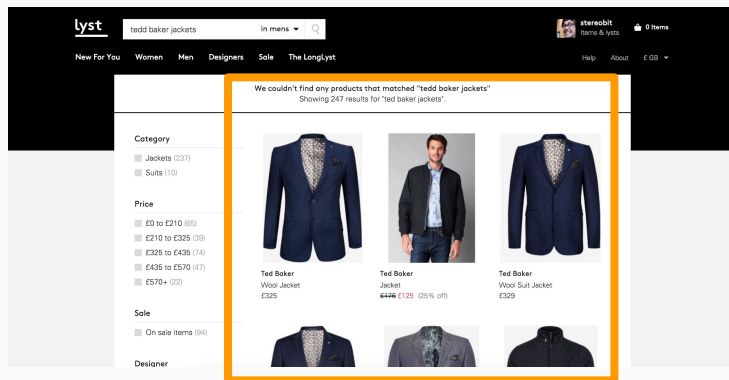 lyst
tedd baker jackets in mens
stereobit
Items & lysts
0 Items
New For You Women Men Designers Sale The LongLyst
Help About £ GB
We couldn't find any products that matched "tedd baker jackets"
Showing 247 results for "ted baker jackets".
Category
Jackets (237)
Suits (10)
Price
£0 to £210 (65)
£210 to £325 (39)
£325 to £435 (74)
£435 to £570 (47)
£570+ (22)
Sale
On sale items (94)
Designer
Ted Baker
Wool Jacket
£325
Ted Baker
Jacket
£176 £125 (25% off)
Ted Baker
Wool Suit Jacket
£329